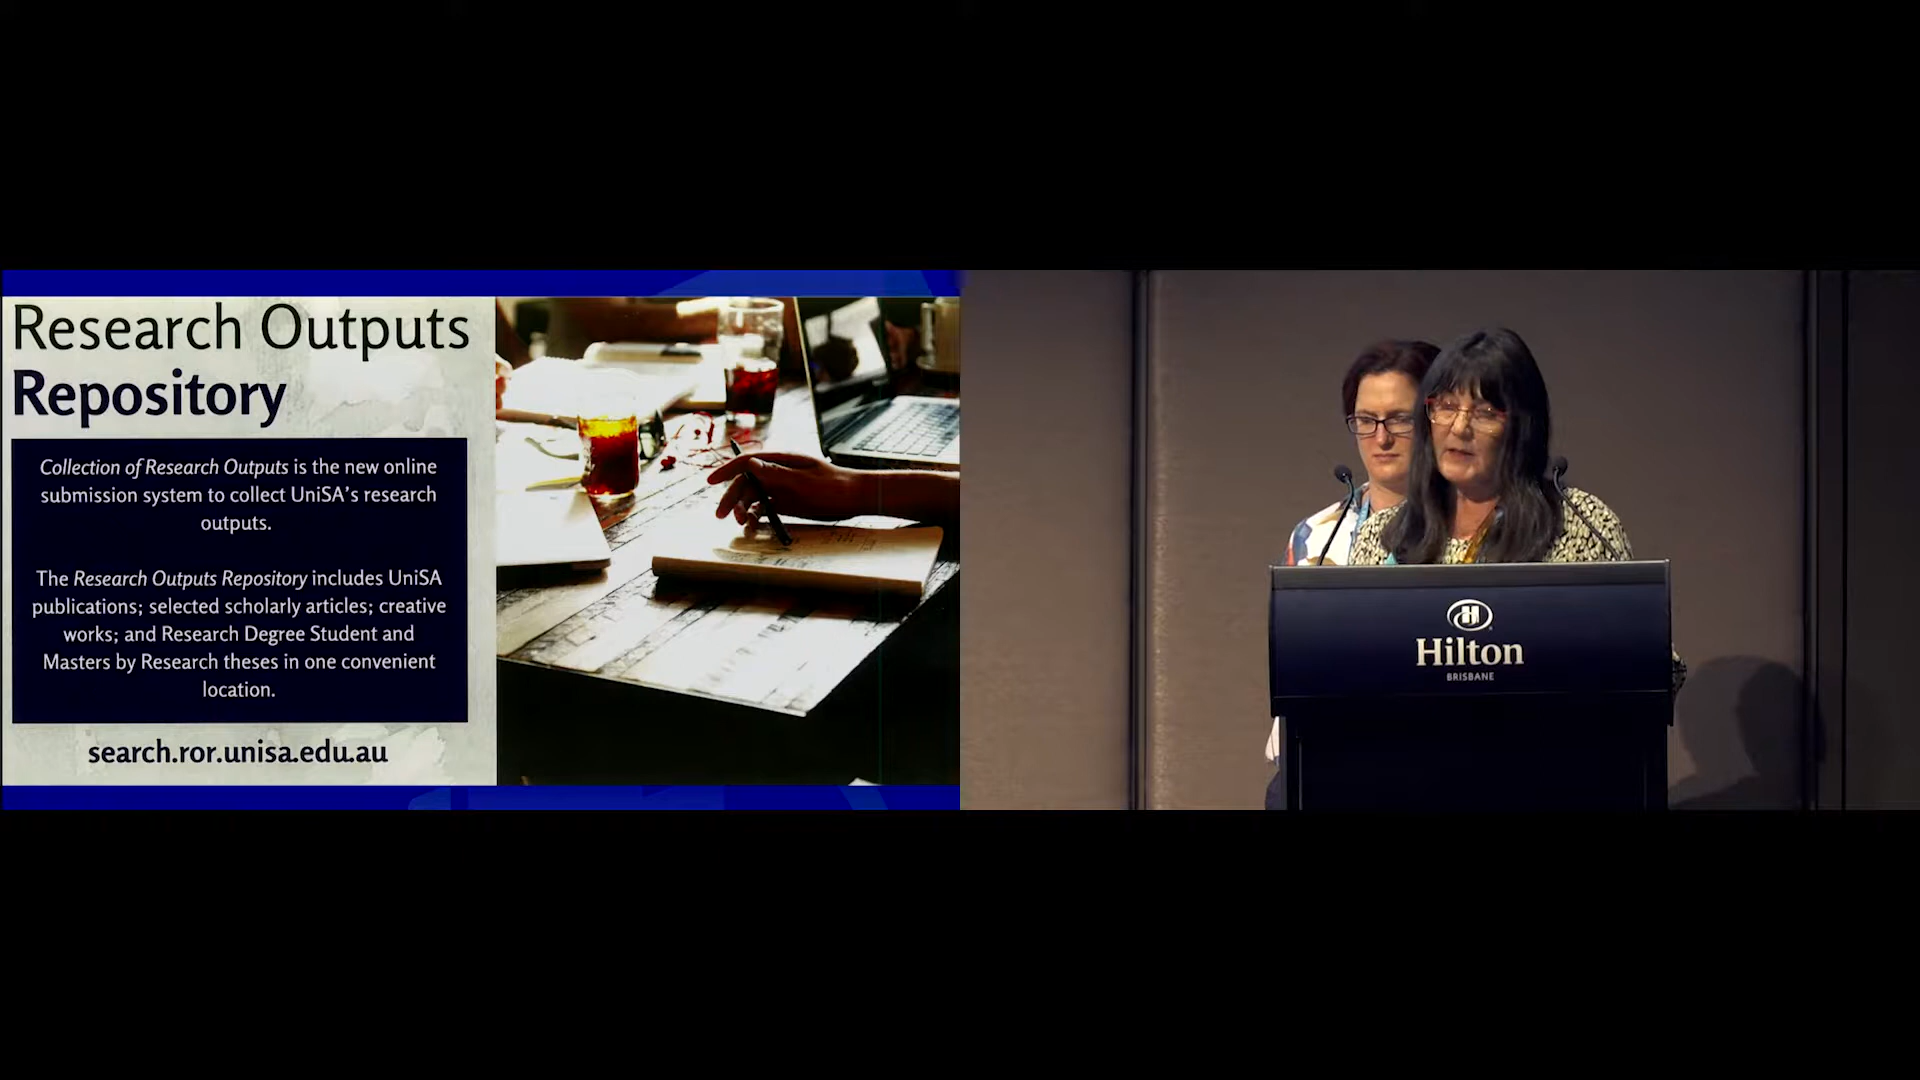 Research Outputs
Repository
Collection of Research Outputs is the new online
submission system to collect UniSA's research
outputs.
The Research Outputs Repository includes UniSA
publications; selected scholarly articles; creative
works; and Research Degree Student and
Masters by Research theses in one convenient
location.
search.ror.unisa.edu.au
Hilton
BRISBANE